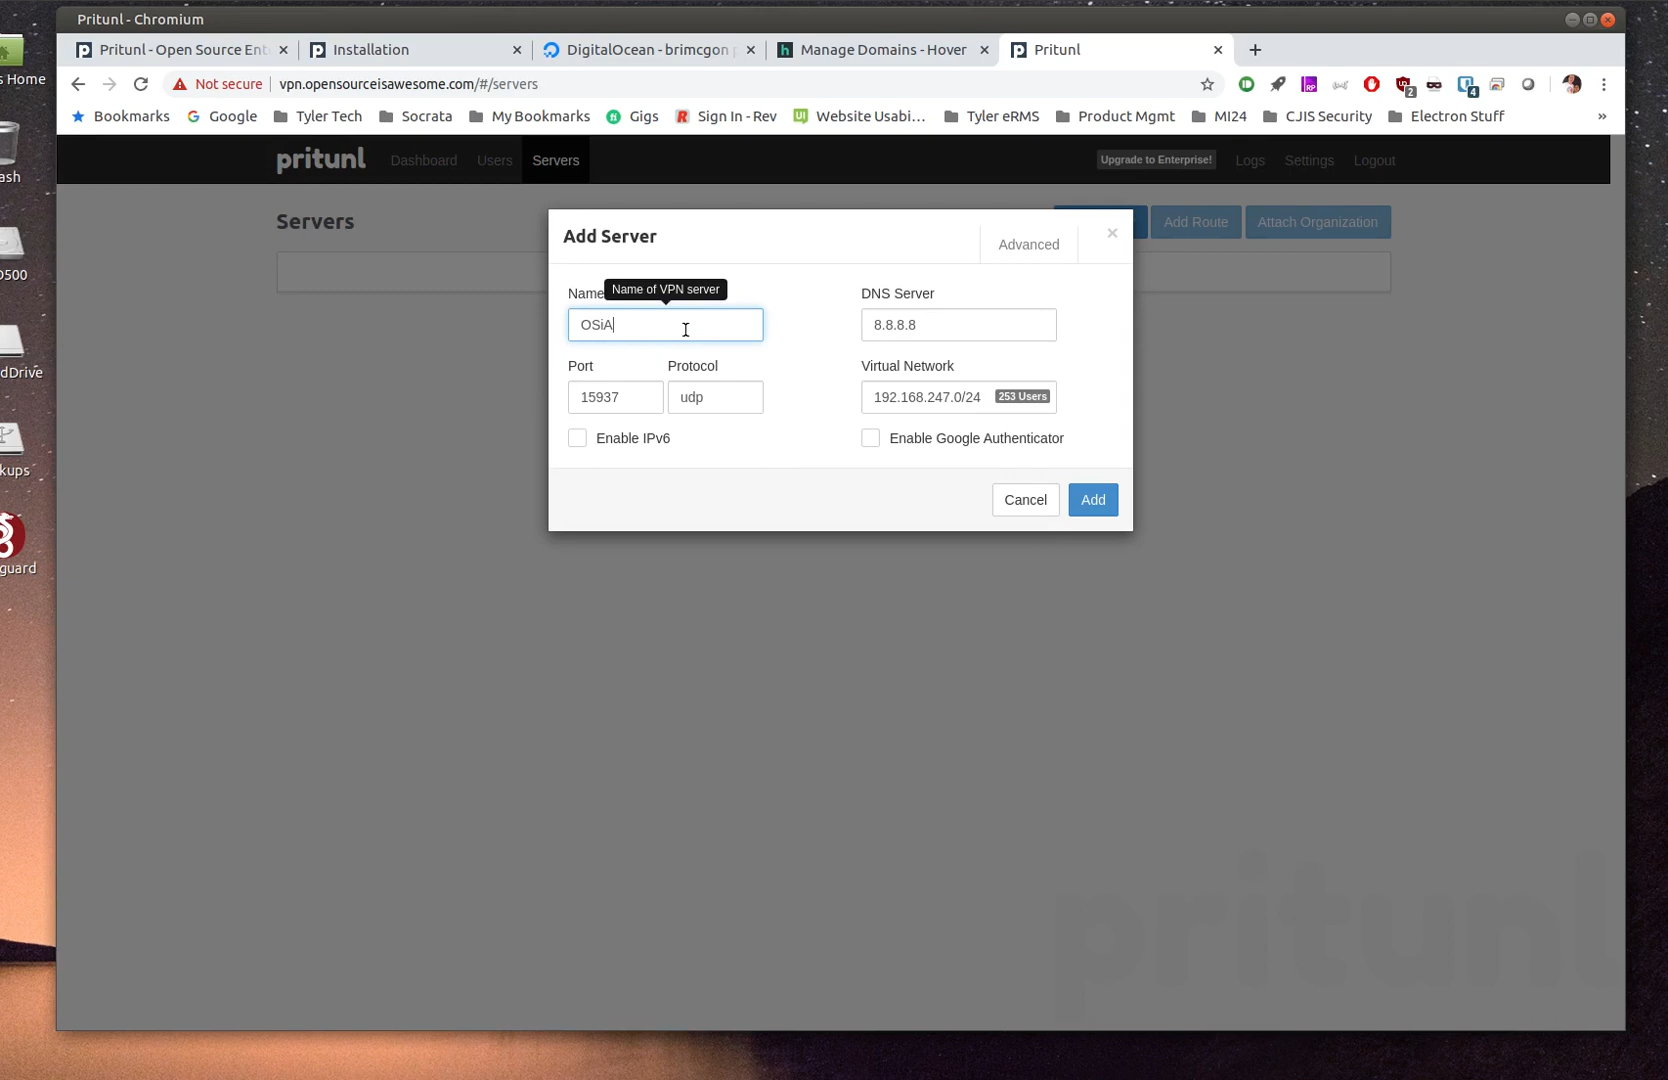 Pritunl - Chromium
Pritunl - Open Source Ent
Installation
DigitalOcean - brimcgon p
Manage Domains - Hover
Pritunl
Not secure
vpn.opensourceisawesome.com/#/servers
2
4
Bookmarks
Google
Tyler Tech
Socrata
My Bookmarks
Gigs
Sign In - Rev
Website Usabi...
Tyler eRMS
Product Mgmt
MI24
CJIS Security
Electron Stuff
»
pritunl
Dashboard
Users
Servers
Upgrade to Enterprise!
Logs
Settings
Logout
Servers
Add Route
Attach Organization
Add Server
Advanced
Name
Name of VPN server
DNS Server
OSiA
8.8.8.8
Port
Protocol
Virtual Network
15937
udp
192.168.247.0/24
253 Users
Enable IPv6
Enable Google Authenticator
Cancel
Add
s Home
ash
0500
dDrive
kups
guard
pritunl